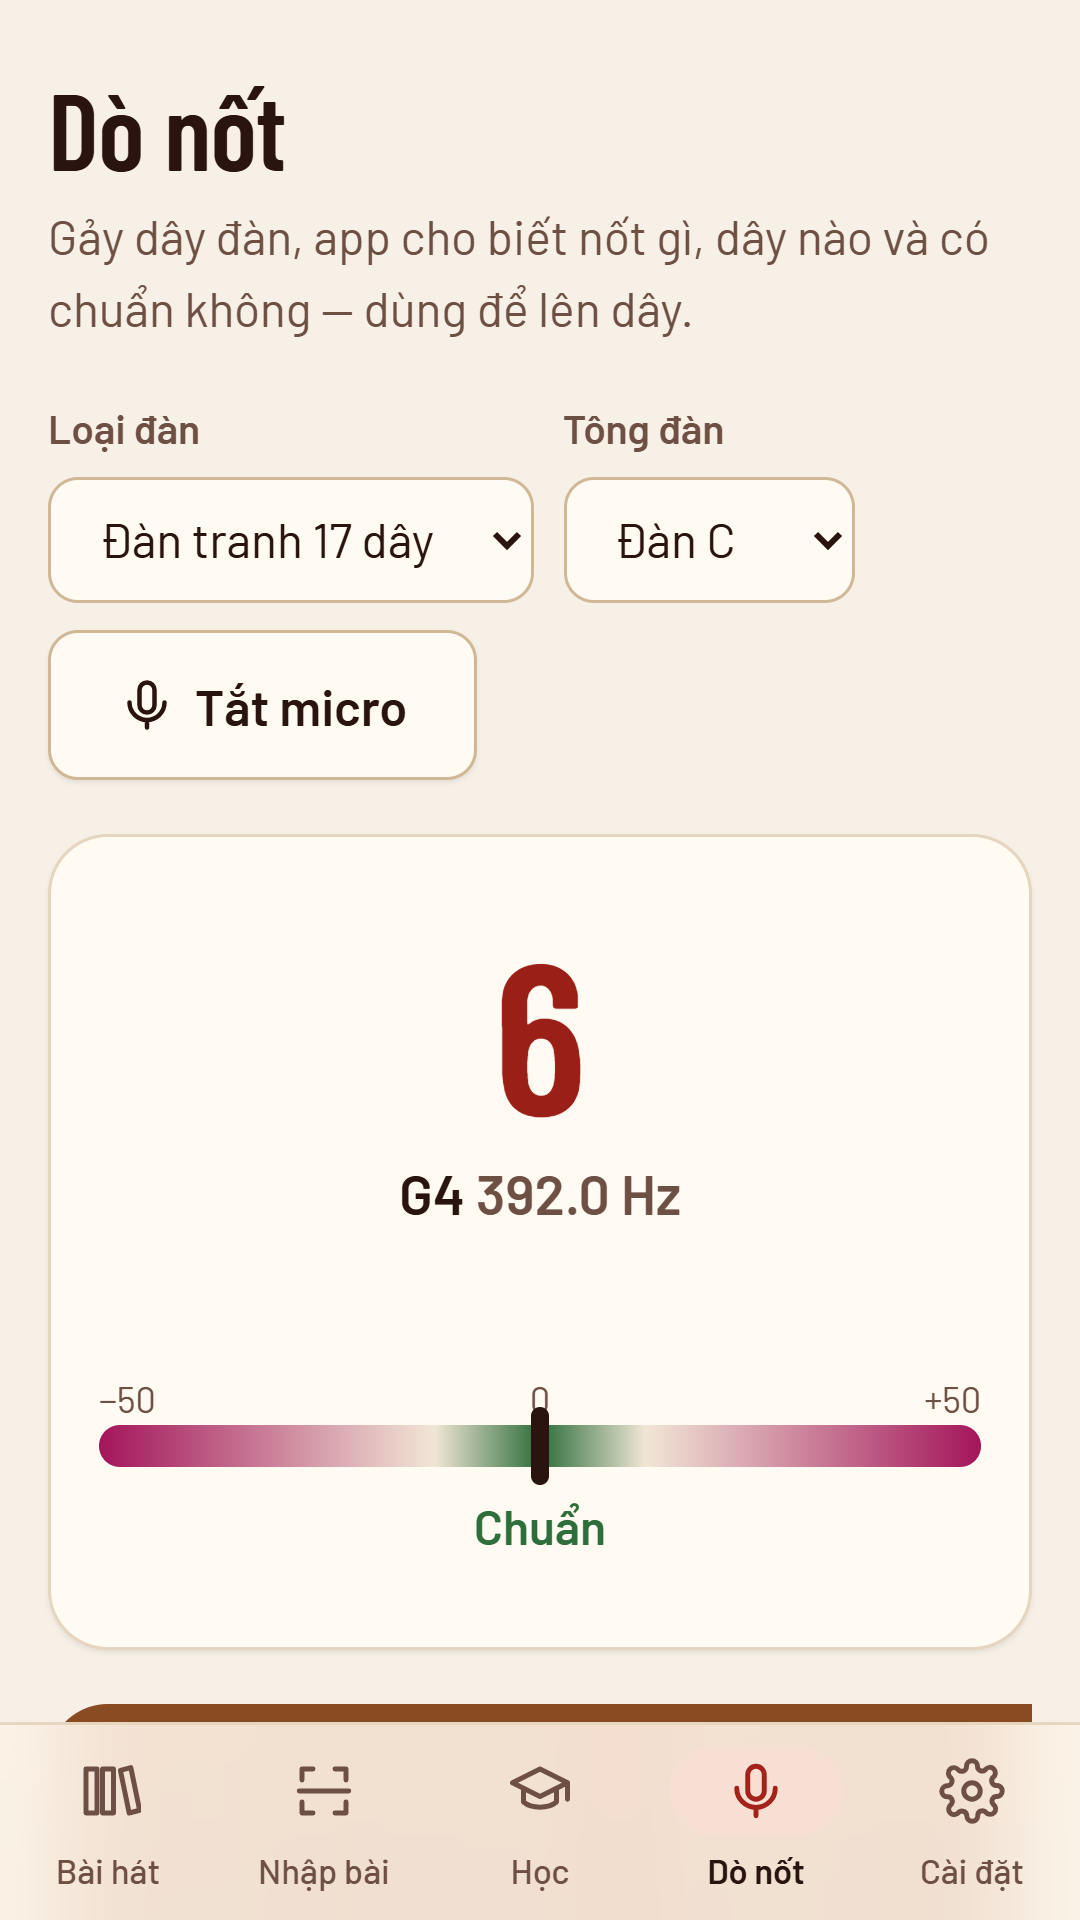 Dò nốt
Gảy dây đàn, app cho biết nốt gì, dây nào và có
chuẩn không — dùng để lên dây.
Loại đàn
Tông đàn
Đàn tranh 17 dây
Đàn C
Tắt micro
6
G4 392.0 Hz
−50
0
+50
Chuẩn
Bài hát
Nhập bài
Học
Dò nốt
Cài đặt